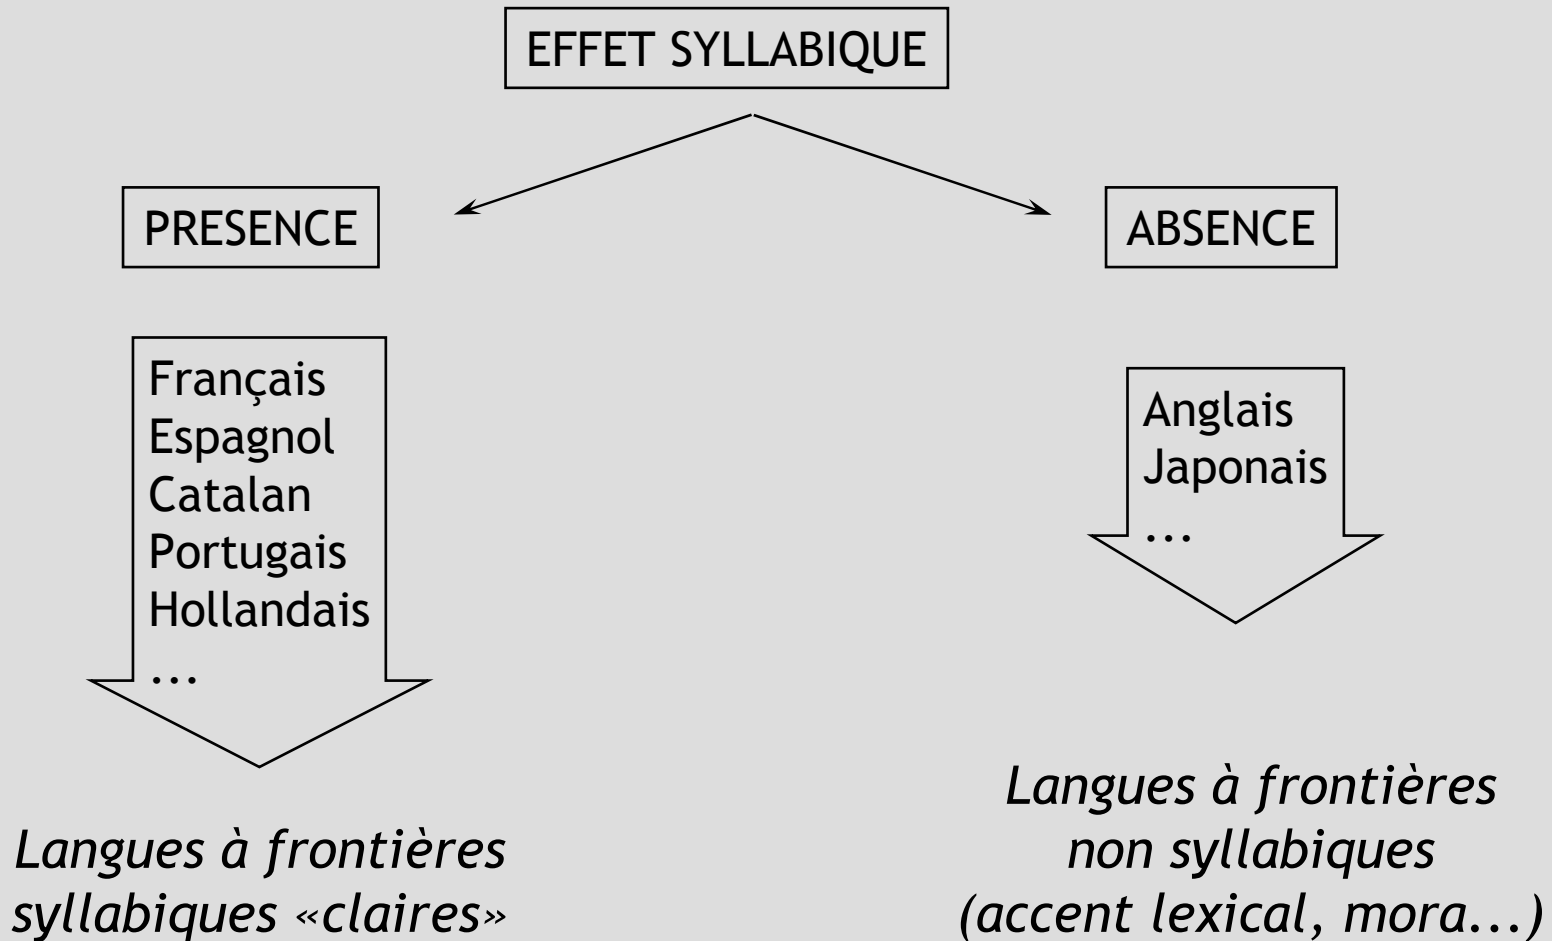 EFFET SYLLABIQUE
PRESENCE
ABSENCE
Français
Espagnol
Catalan
Portugais
Hollandais
...
Anglais
Japonais
...
Langues à frontières
syllabiques «claires»
Langues à frontières
non syllabiques
(accent lexical, mora...)